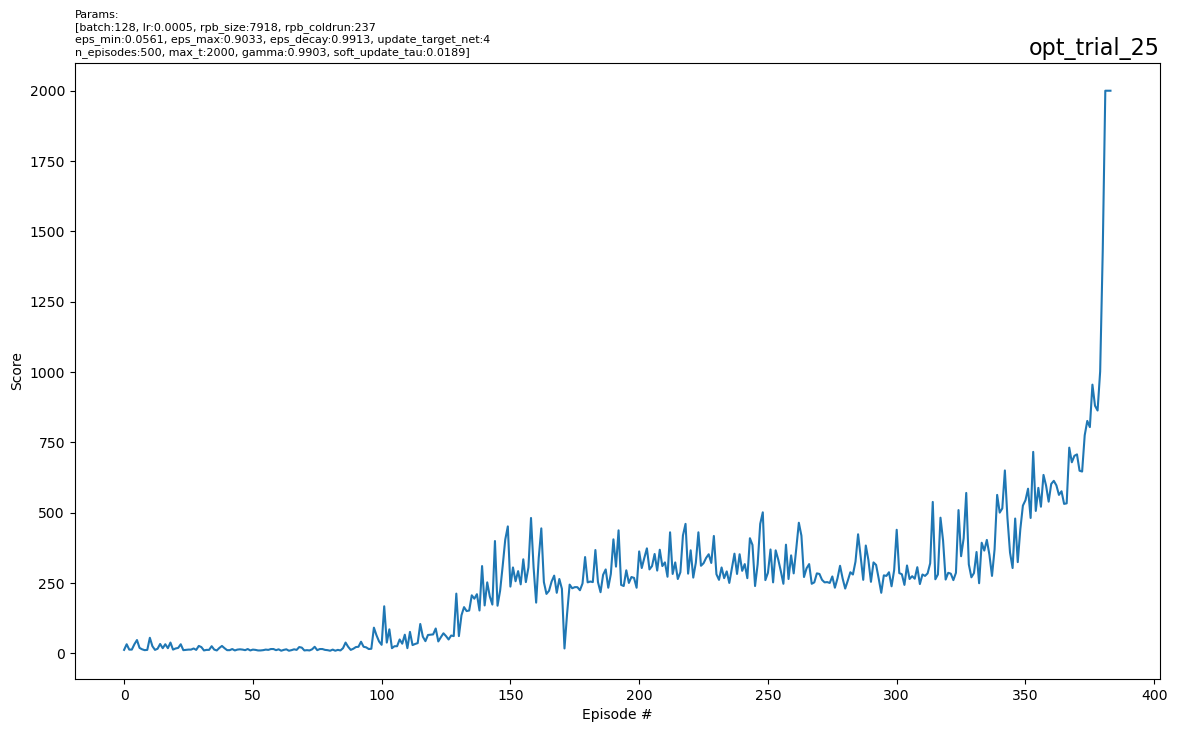 Params:
[batch:128, lr:0.0005, rpb_size:7918, rpb_coldrun:237
eps_min:0.0561, eps_max:0.9033, eps_decay:0.9913, update_target_net:4
n_episodes:500, max_t:2000, gamma:0.9903, soft_update_tau:0.0189]
opt_trial_25
2000
1750
1500
1250
1000
750
500
250
0
Score
0 50 100 150 200 250 300 350 400
Episode #